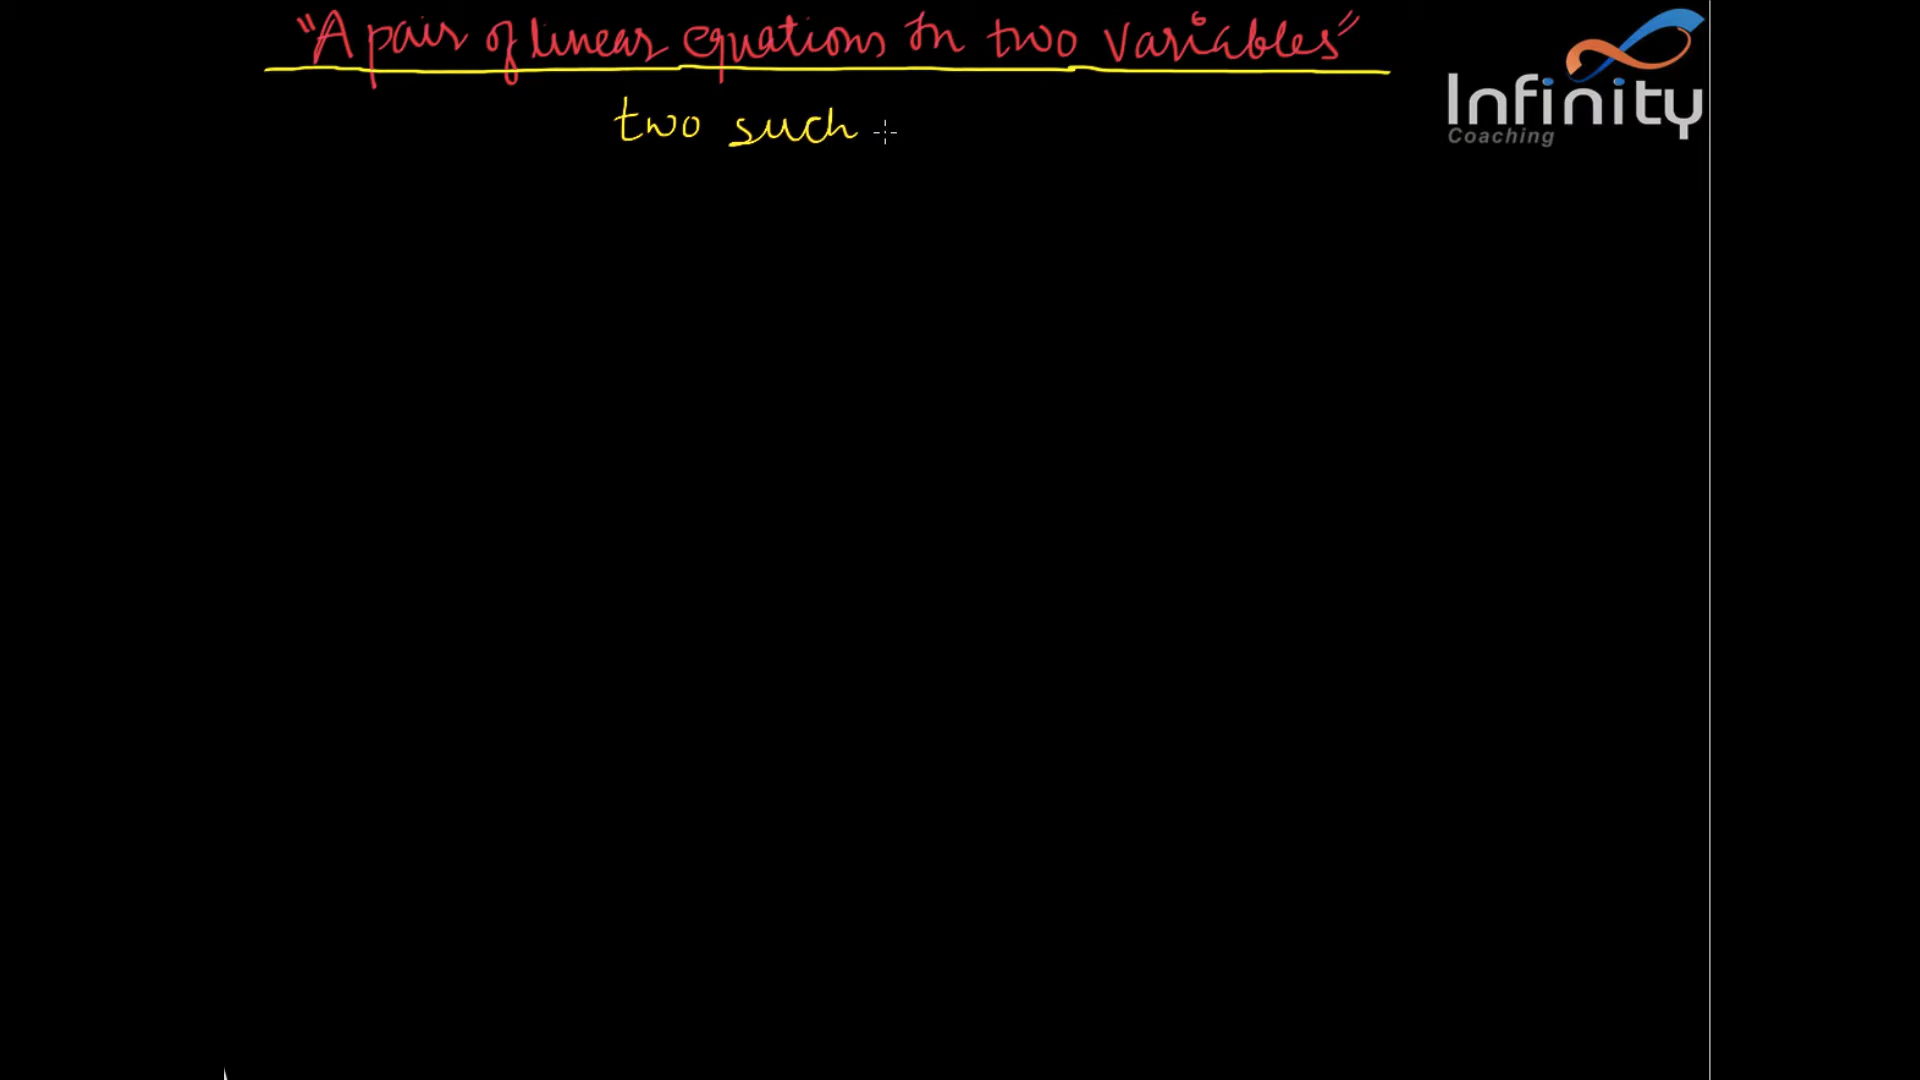 "A pair of linear equations In two variables"
two such
Infinity
Coaching